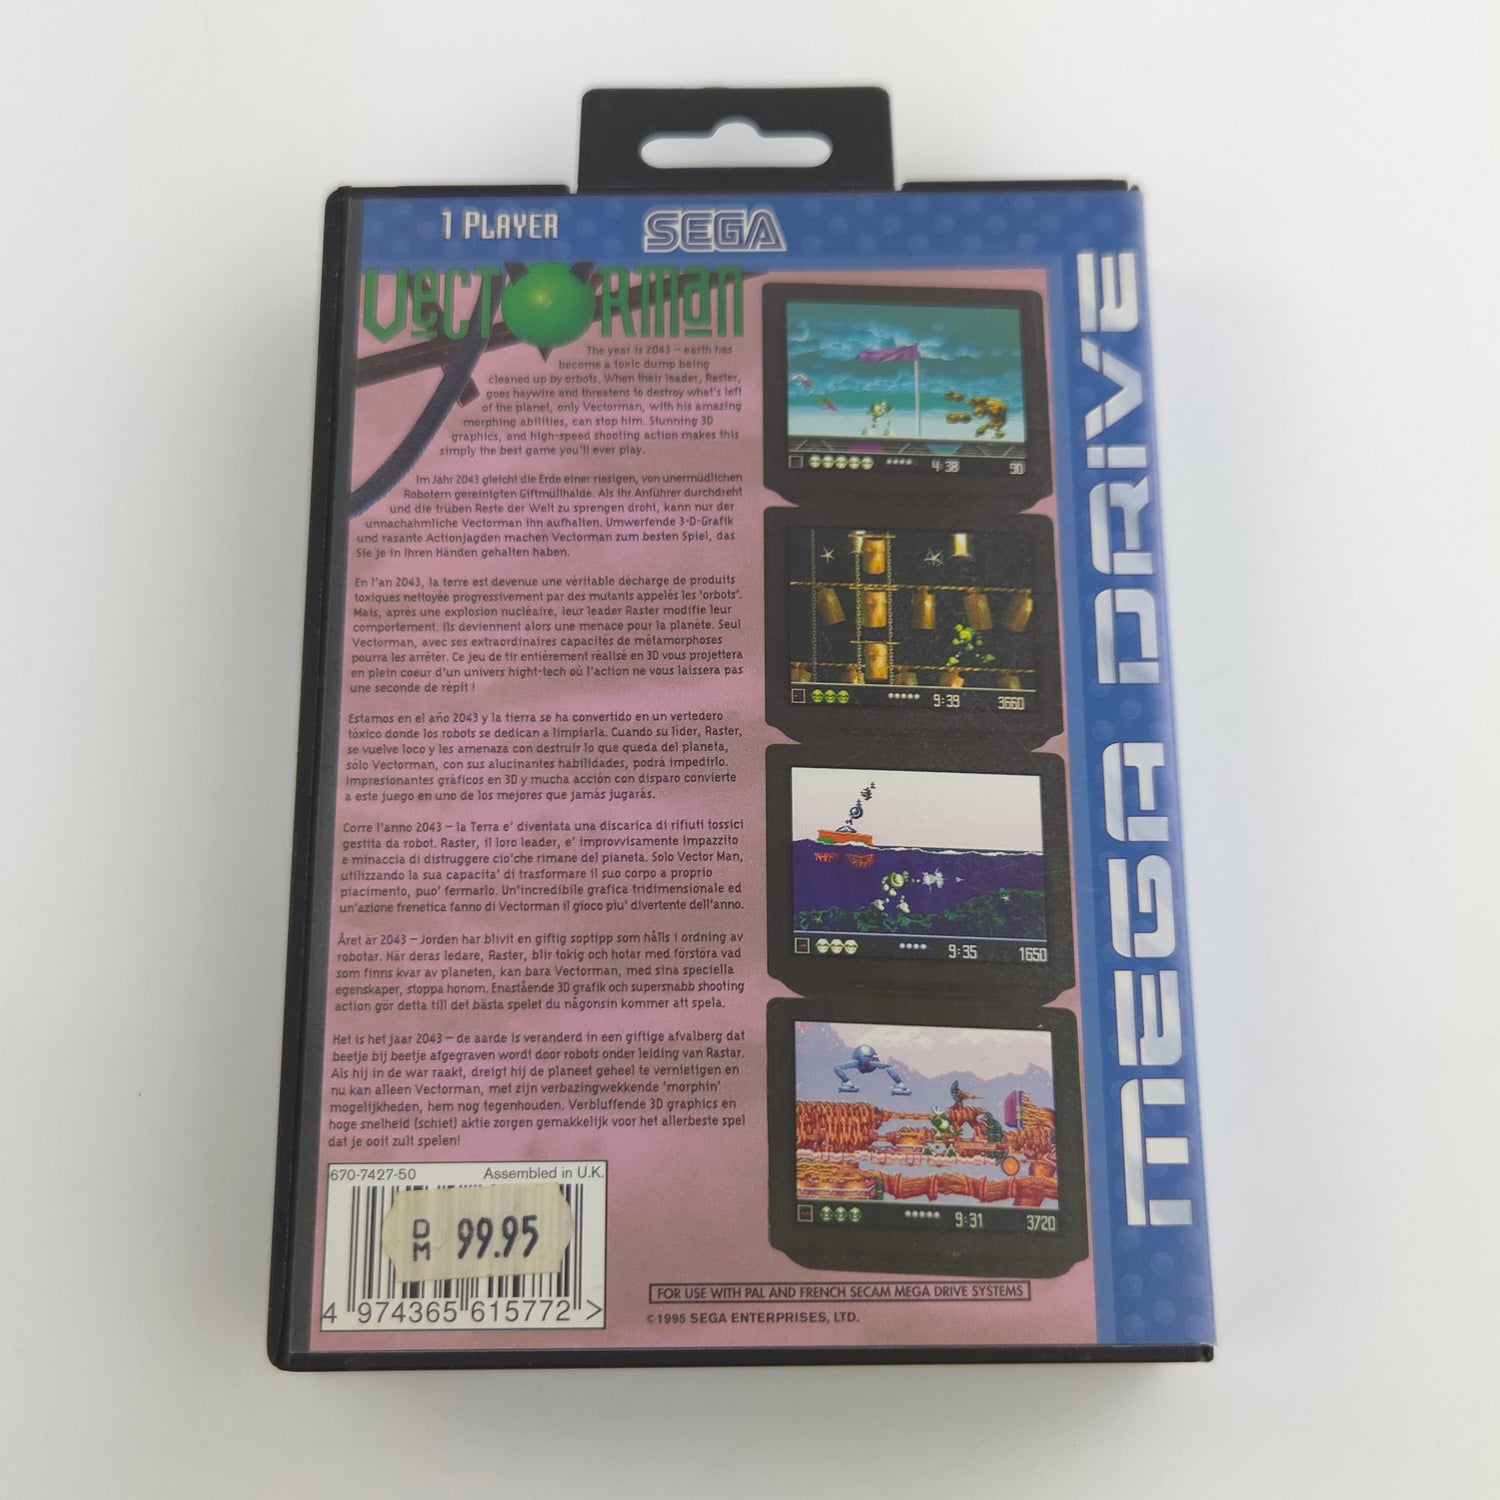 1 PLAYER
SEGA
VECTORMAN
The year is 2043 – earth has
become a toxic dump being
cleaned up by orbots. When their leader, Raster,
goes haywire and threatens to destroy what's left
of the planet, only Vectorman, with his amazing
morphing abilities, can stop him. Stunning 3D
graphics, and high-speed shooting action makes this
simply the best game you'll ever play.
Im Jahr 2043 gleicht die Erde einer riesigen, von unermüdlichen
Robotern gereinigten Giftmüllhalde. Als ihr Anführer durchdreht
und die trüben Reste der Welt zu sprengen droht, kann nur der
unnachahmliche Vectorman ihn aufhalten. Umwerfende 3-D-Grafik
und rasante Actionjagden machen Vectorman zum besten Spiel, das
Sie je in Ihren Händen gehalten haben.
En l'an 2043, la terre est devenue une véritable décharge de produits
toxiques nettoyée progressivement par des mutants appelés les 'orbots'.
Mais, après une explosion nucléaire, leur leader Raster modifie leur
comportement. Ils deviennent alors une menace pour la planète. Seul
Vectorman, avec ses extraordinaires capacités de métamorphoses
pourra les arrêter. Ce jeu de tir entièrement réalisé en 3D vous projettera
en plein coeur d'un univers hight-tech où l'action ne vous laissera pas
une seconde de répit !
Estamos en el año 2043 y la tierra se ha convertido en un vertedero
tóxico donde los robots se dedican a limpiarla. Cuando su líder, Raster,
se vuelve loco y les amenaza con destruir lo que queda del planeta,
sólo Vectorman, con sus alucinantes habilidades, podrá impedirlo.
Impresionantes gráficos en 3D y mucha acción con disparo convierte
a este juego en uno de los mejores que jamás jugarás.
Corre l'anno 2043 – la Terra e' diventata una discarica di rifiuti tossici
gestita da robot. Raster, il loro leader, e' improvvisamente impazzito
e minaccia di distruggere cio'che rimane del pianeta. Solo Vector Man,
utilizzando la sua capacita' di trasformare il suo corpo a proprio
piacimento, puo' fermarlo. Un'incredibile grafica tridimensionale ed
un'azione frenetica fanno di Vectorman il gioco piu' divertente dell'anno.
Året är 2043 – Jorden har blivit en giftig soptipp som hålls i ordning av
robotar. När deras ledare, Raster, blir tokig och hotar med förstöra vad
som finns kvar av planeten, kan bara Vectorman, med sina speciella
egenskaper, stoppa honom. Enastående 3D grafik och supersnabb shooting
action gör detta till det bästa spelet du någonsin kommer att spela.
Het is het jaar 2043 – de aarde is veranderd in een giftige afvalberg dat
beetje bij beetje afgegraven wordt door robots onder leiding van Rastar.
Als hij in de war raakt, dreigt hij de planeet geheel te vernietigen en
nu kan alleen Vectorman, met zijn verbazingwekkende 'morphin'
mogelijkheden, hem nog tegenhouden. Verbluffende 3D graphics en
hoge snelheid (schiet) aktie zorgen gemakkelijk voor het allerbeste spel
dat je ooit zult spelen!
4:38 90
9:39 3660
9:35 1650
9:31 3720
MEGA DRIVE
670-7427-50 Assembled in U.K.
DM 99.95
4 974365 615772 >
FOR USE WITH PAL AND FRENCH SECAM MEGA DRIVE SYSTEMS
©1995 SEGA ENTERPRISES, LTD.